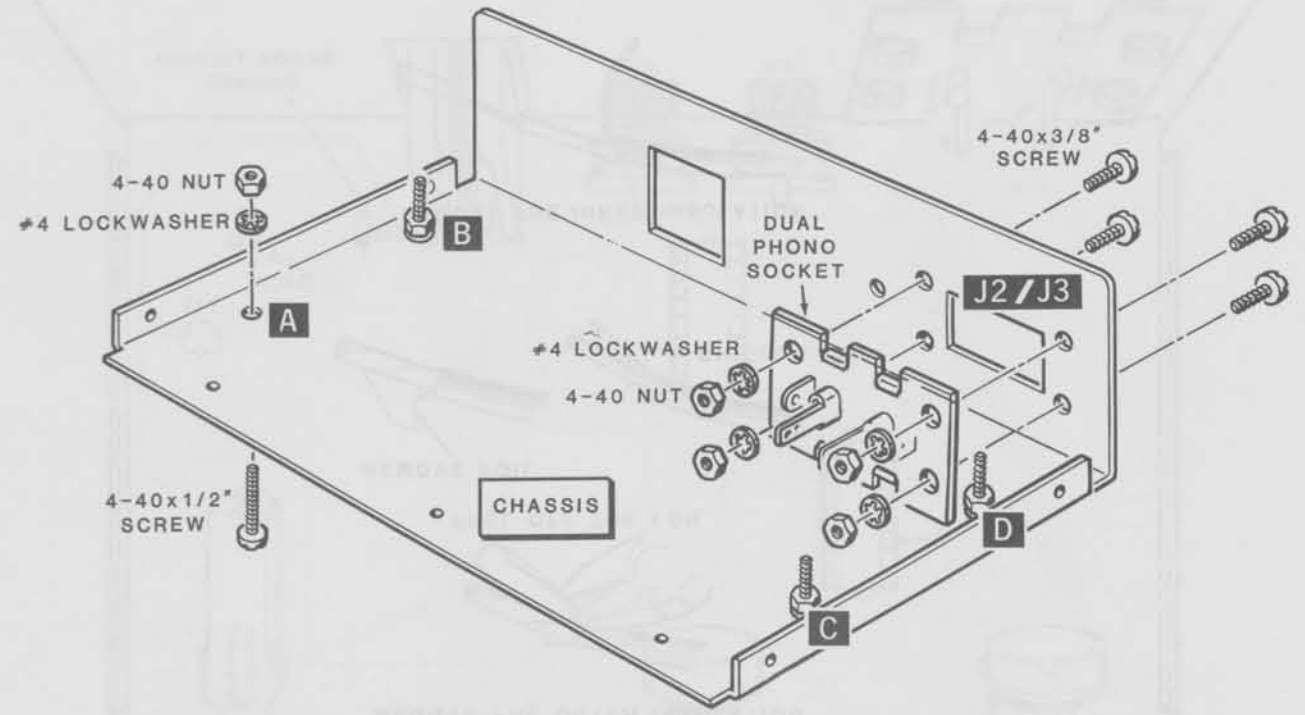 4-40x3/8"
SCREW
4-40 NUT
#4 LOCKWASHER
B
DUAL
PHONO
SOCKET
J2/J3
A
#4 LOCKWASHER
4-40 NUT
4-40x1/2"
SCREW
CHASSIS
D
C